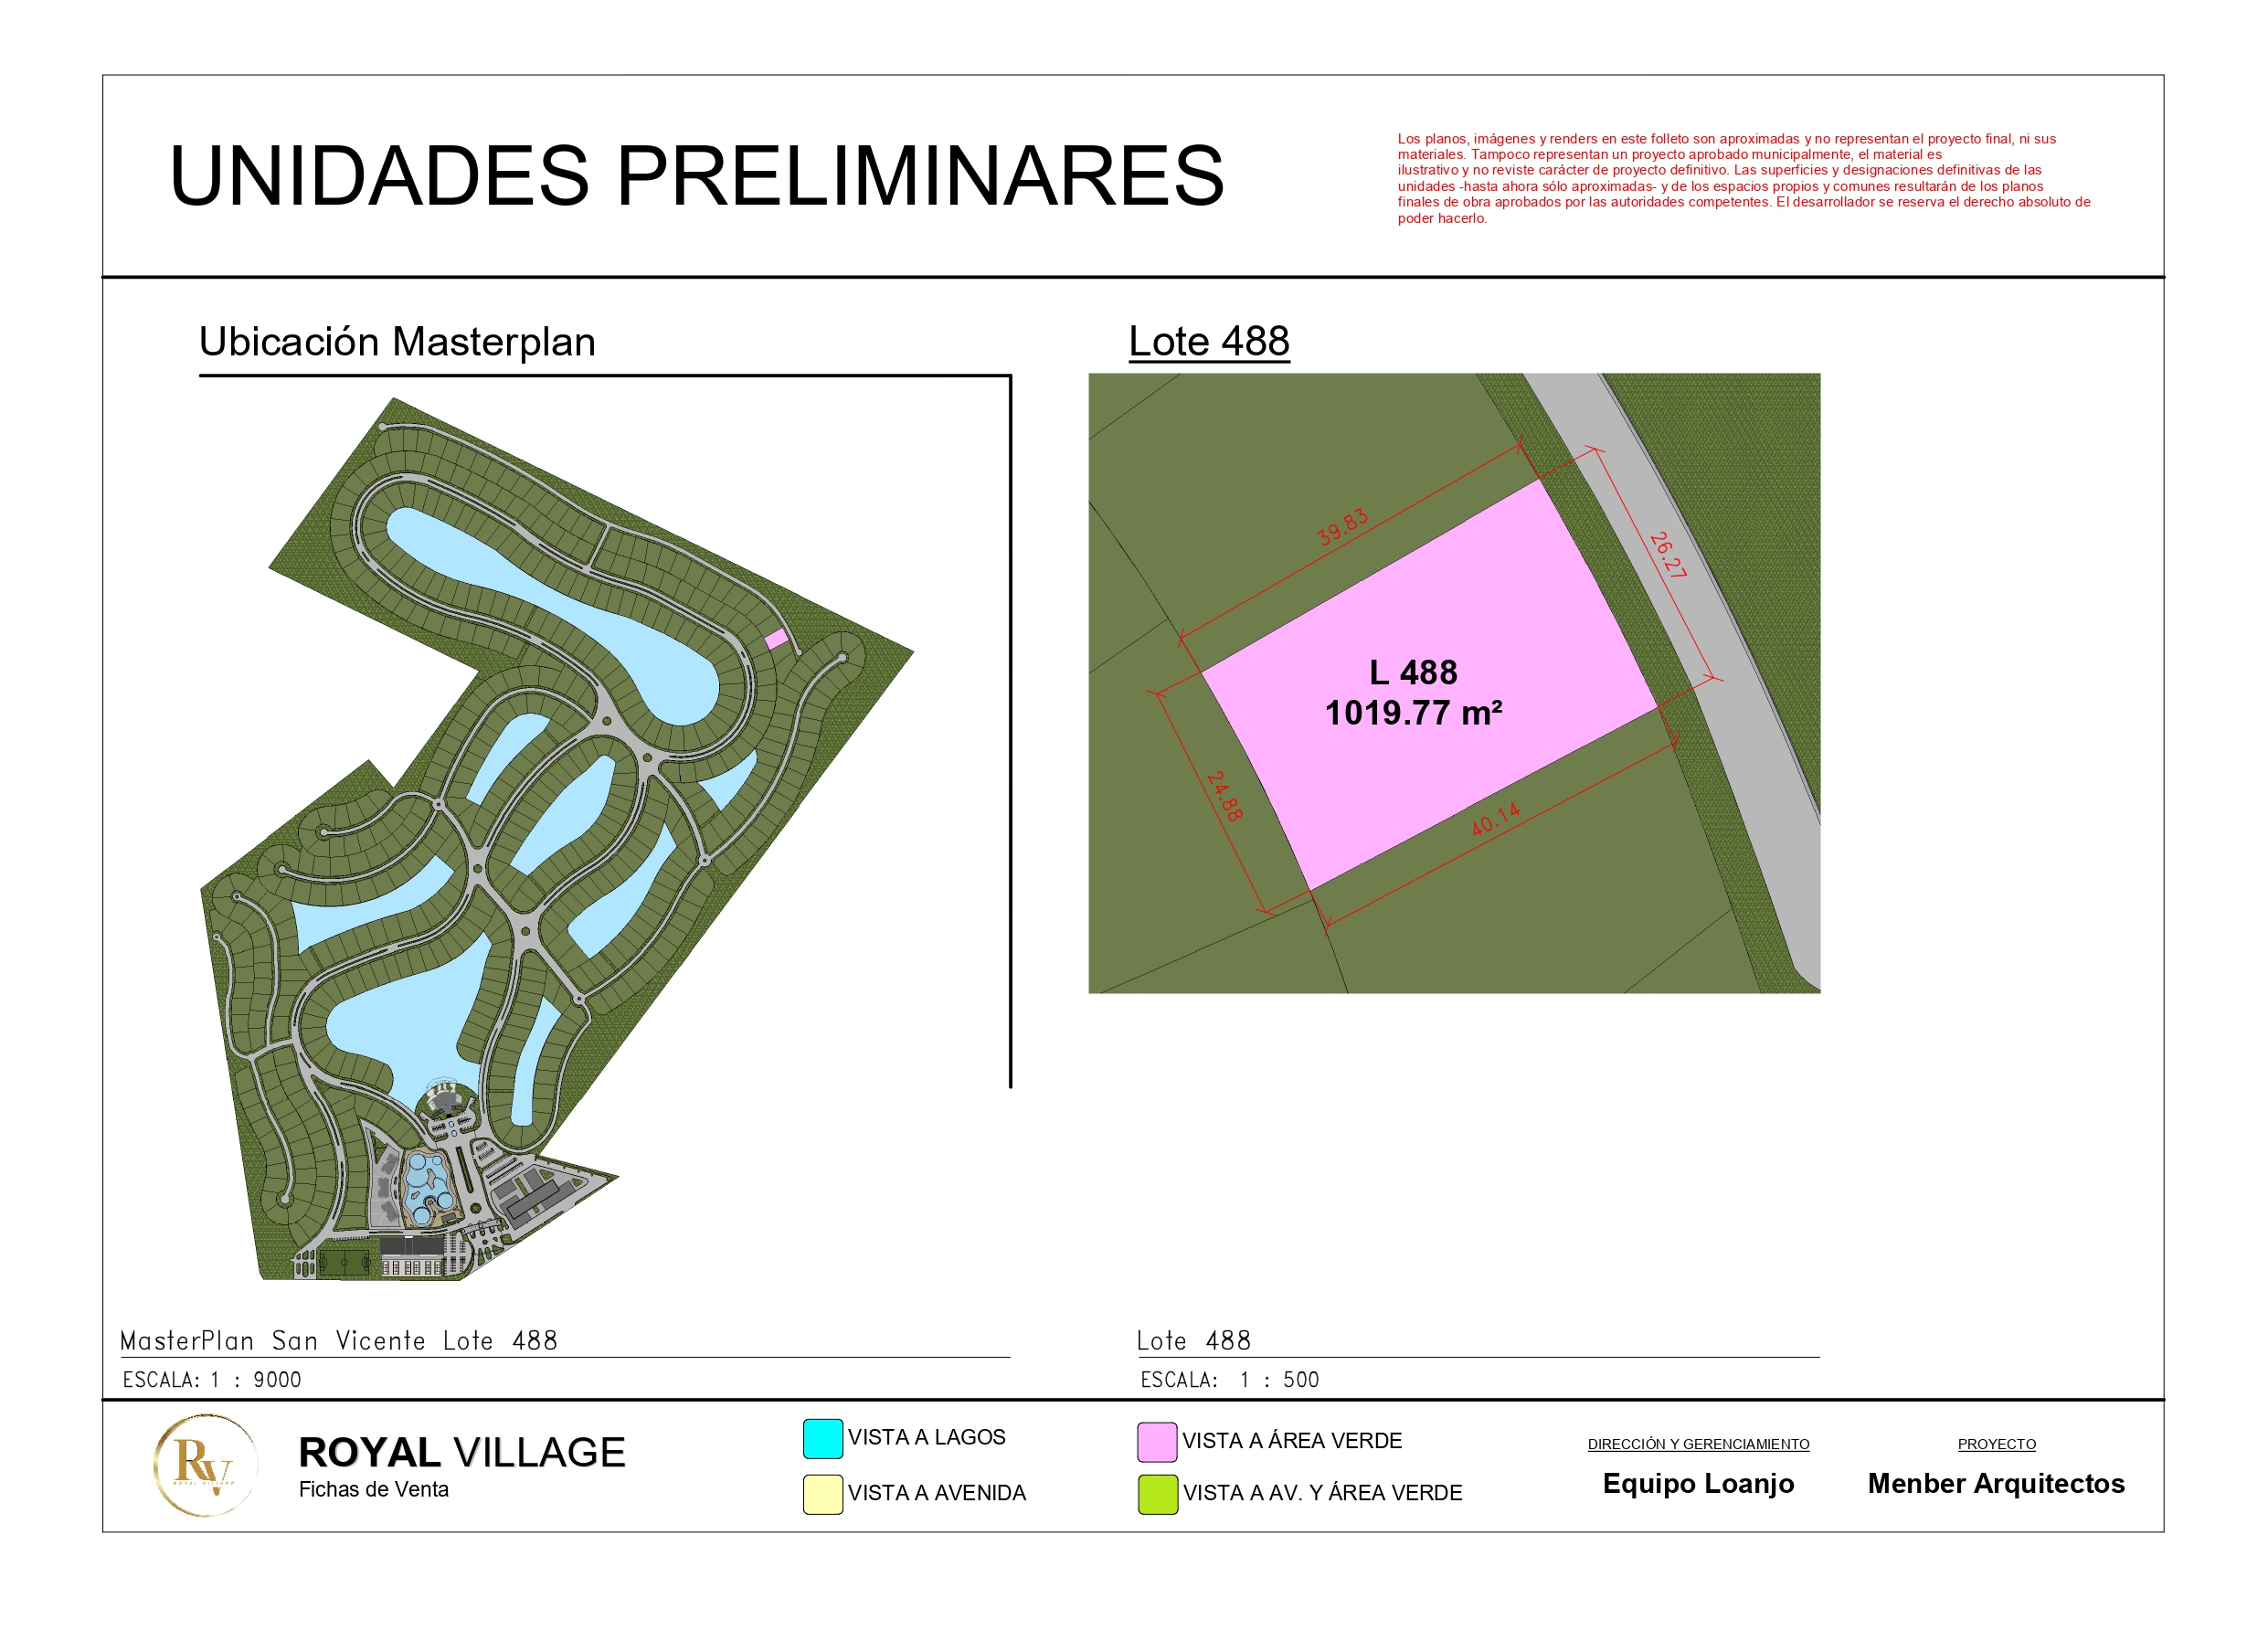 UNIDADES PRELIMINARES
Los planos, imágenes y renders en este folleto son aproximadas y no representan el proyecto final, ni sus
materiales. Tampoco representan un proyecto aprobado municipalmente, el material es
ilustrativo y no reviste carácter de proyecto definitivo. Las superficies y designaciones definitivas de las
unidades -hasta ahora sólo aproximadas- y de los espacios propios y comunes resultarán de los planos
finales de obra aprobados por las autoridades competentes. El desarrollador se reserva el derecho absoluto de
poder hacerlo.
Ubicación Masterplan
Lote 488
39.83
26.27
L 488
1019.77 m²
24.88
40.14
MasterPlan San Vicente Lote 488
ESCALA: 1 : 9000
Lote 488
ESCALA: 1 : 500
RV
ROYAL VILLAGE
ROYAL VILLAGE
Fichas de Venta
VISTA A LAGOS
VISTA A AVENIDA
VISTA A ÁREA VERDE
VISTA A AV. Y ÁREA VERDE
DIRECCIÓN Y GERENCIAMIENTO
Equipo Loanjo
PROYECTO
Menber Arquitectos